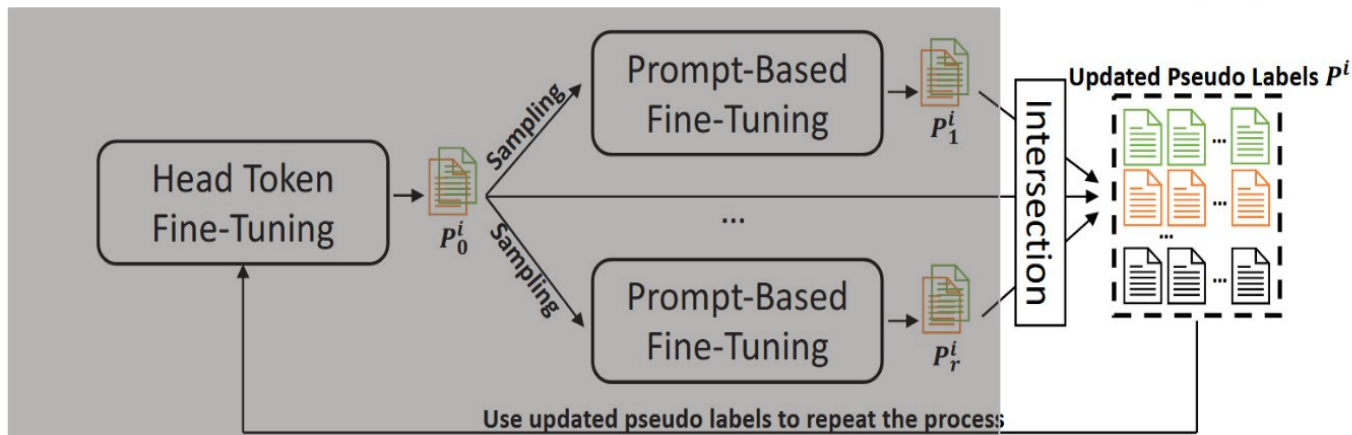 Head Token
Fine-Tuning
P_0^i
Sampling
Sampling
Prompt-Based
Fine-Tuning
P_1^i
...
Prompt-Based
Fine-Tuning
P_r^i
Intersection
Updated Pseudo Labels P^i
...
...
...
...
Use updated pseudo labels to repeat the process